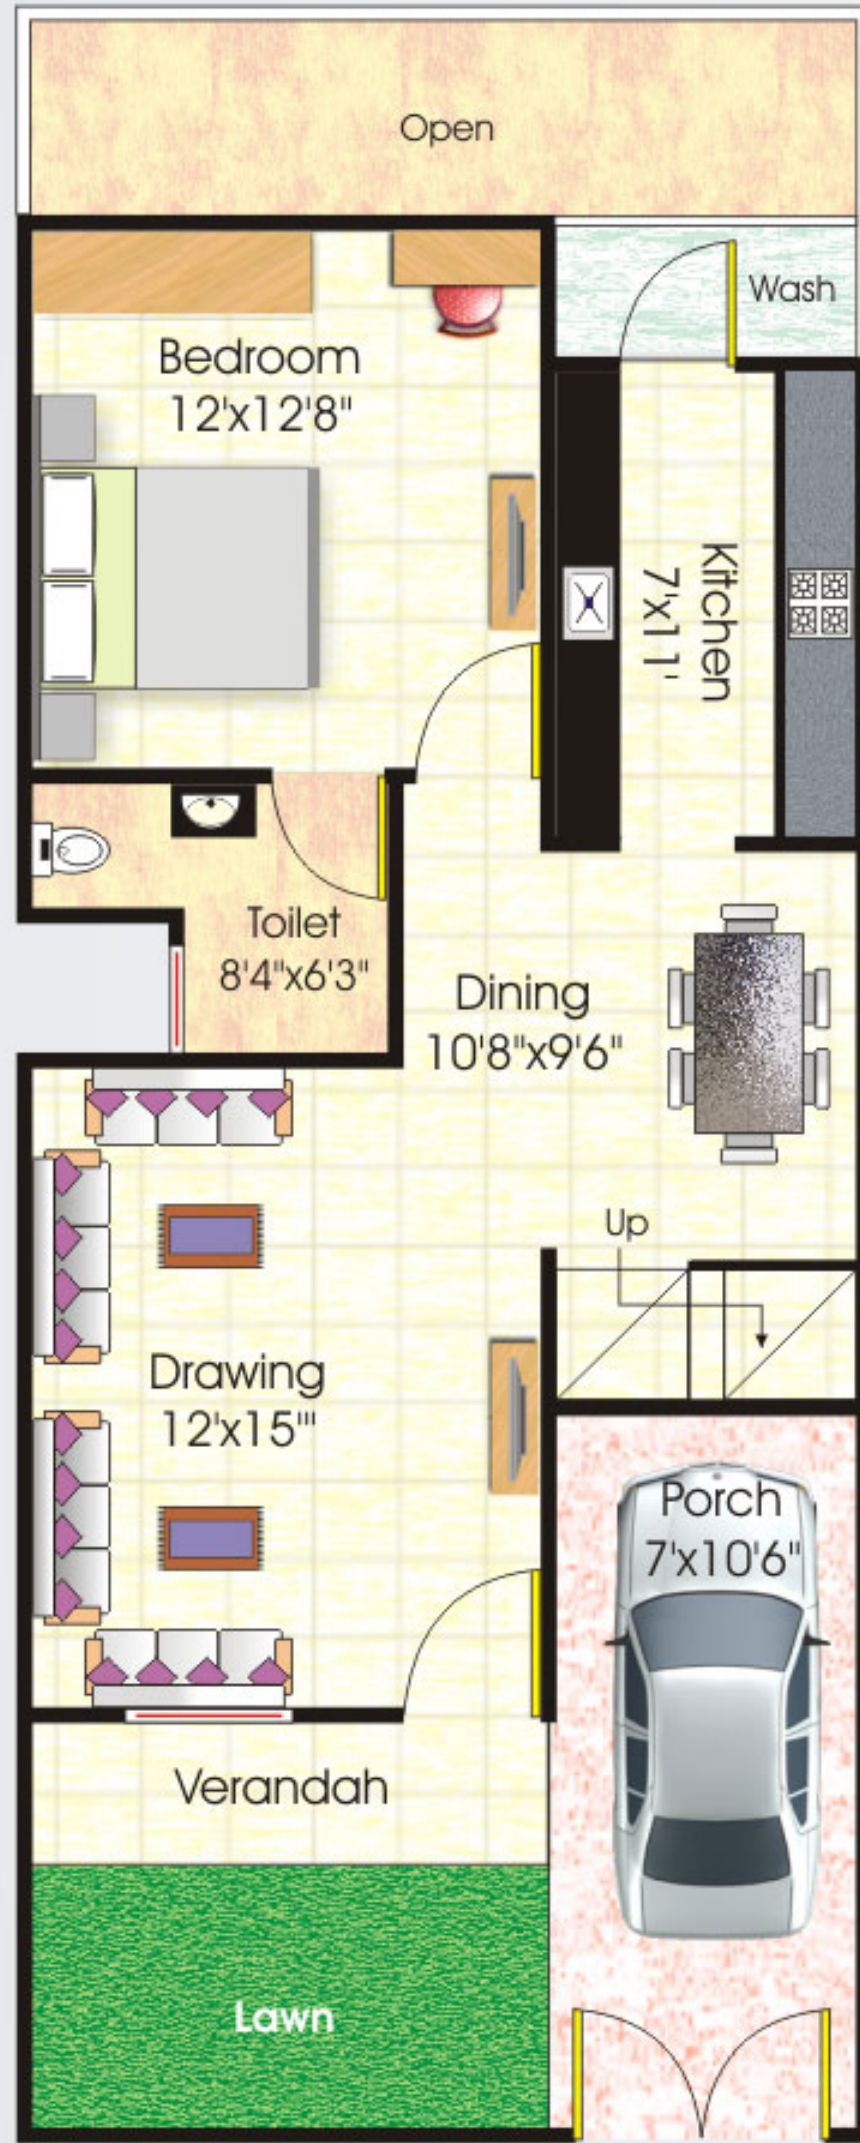 Open
Wash
Bedroom
12'x12'8"
Kitchen
7'x11'
Toilet
8'4"x6'3"
Dining
10'8"x9'6"
Up
Drawing
12'x15'"
Porch
7'x10'6"
Verandah
Lawn